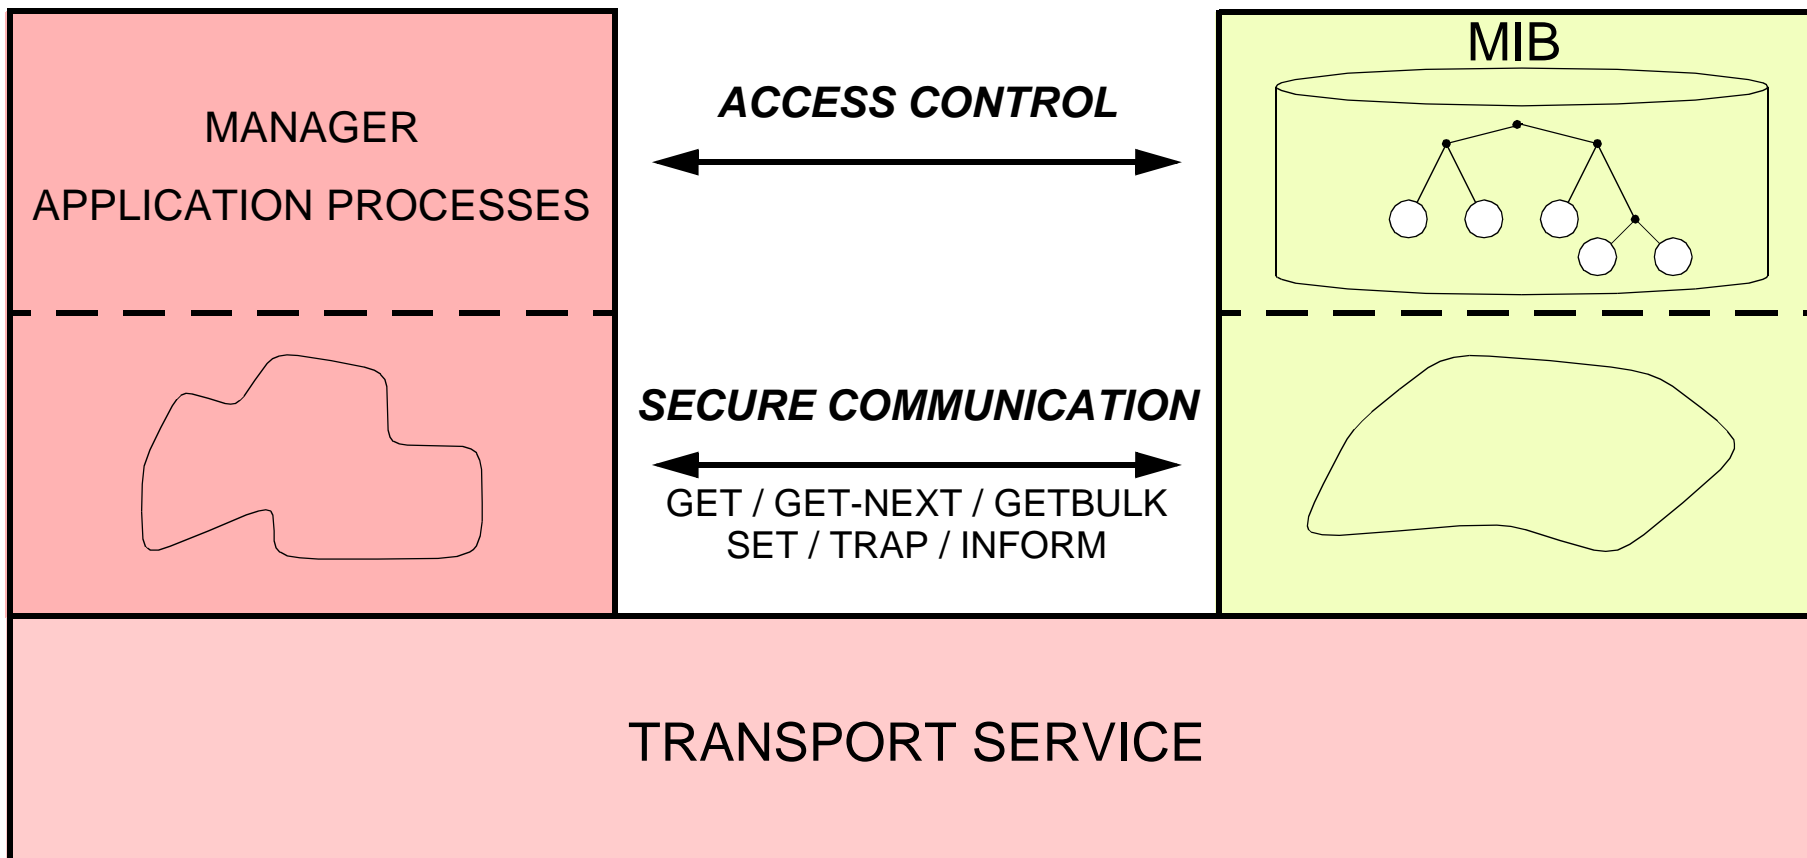 MIB
ACCESS CONTROL
MANAGER
APPLICATION PROCESSES
SECURE COMMUNICATION
GET / GET-NEXT / GETBULK
SET / TRAP / INFORM
TRANSPORT SERVICE